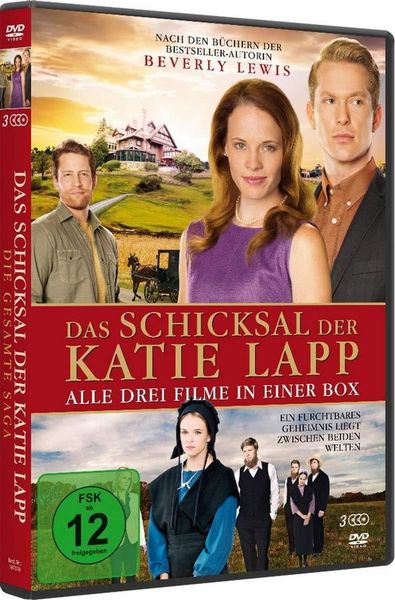 DVD
VIDEO
3
DAS SCHICKSAL DER KATIE LAPP
DIE GESAMTE SAGA
NACH DEN BÜCHERN DER
BESTSELLER-AUTORIN
BEVERLY LEWIS
DAS SCHICKSAL DER
KATIE LAPP
ALLE DREI FILME IN EINER BOX
EIN FURCHTBARES
GEHEIMNIS LIEGT
ZWISCHEN BEIDEN
WELTEN
FSK
ab
12
freigegeben
3
DVD
VIDEO